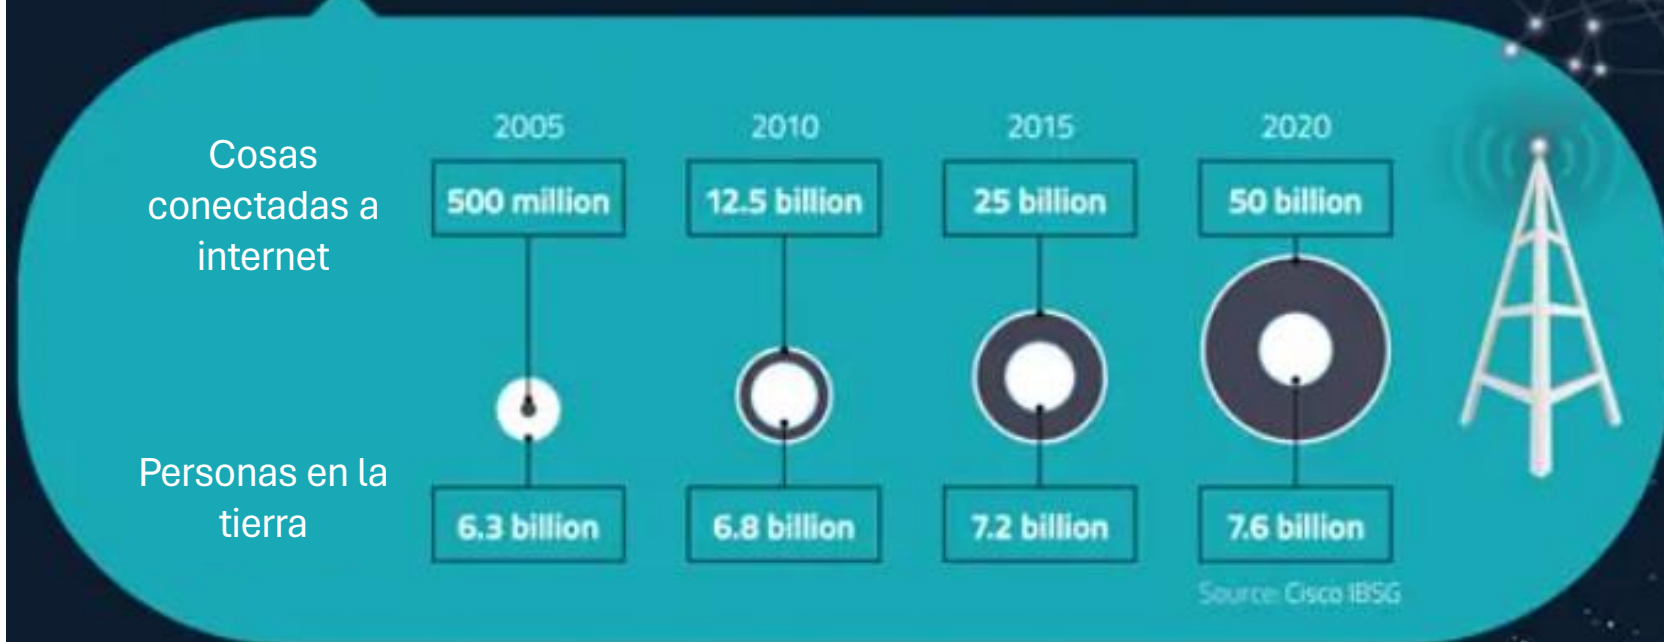 Cosas
conectadas a
internet
2005 2010 2015 2020
500 million 12.5 billion 25 billion 50 billion
Personas en la
tierra
6.3 billion 6.8 billion 7.2 billion 7.6 billion
Source: Cisco IBSG